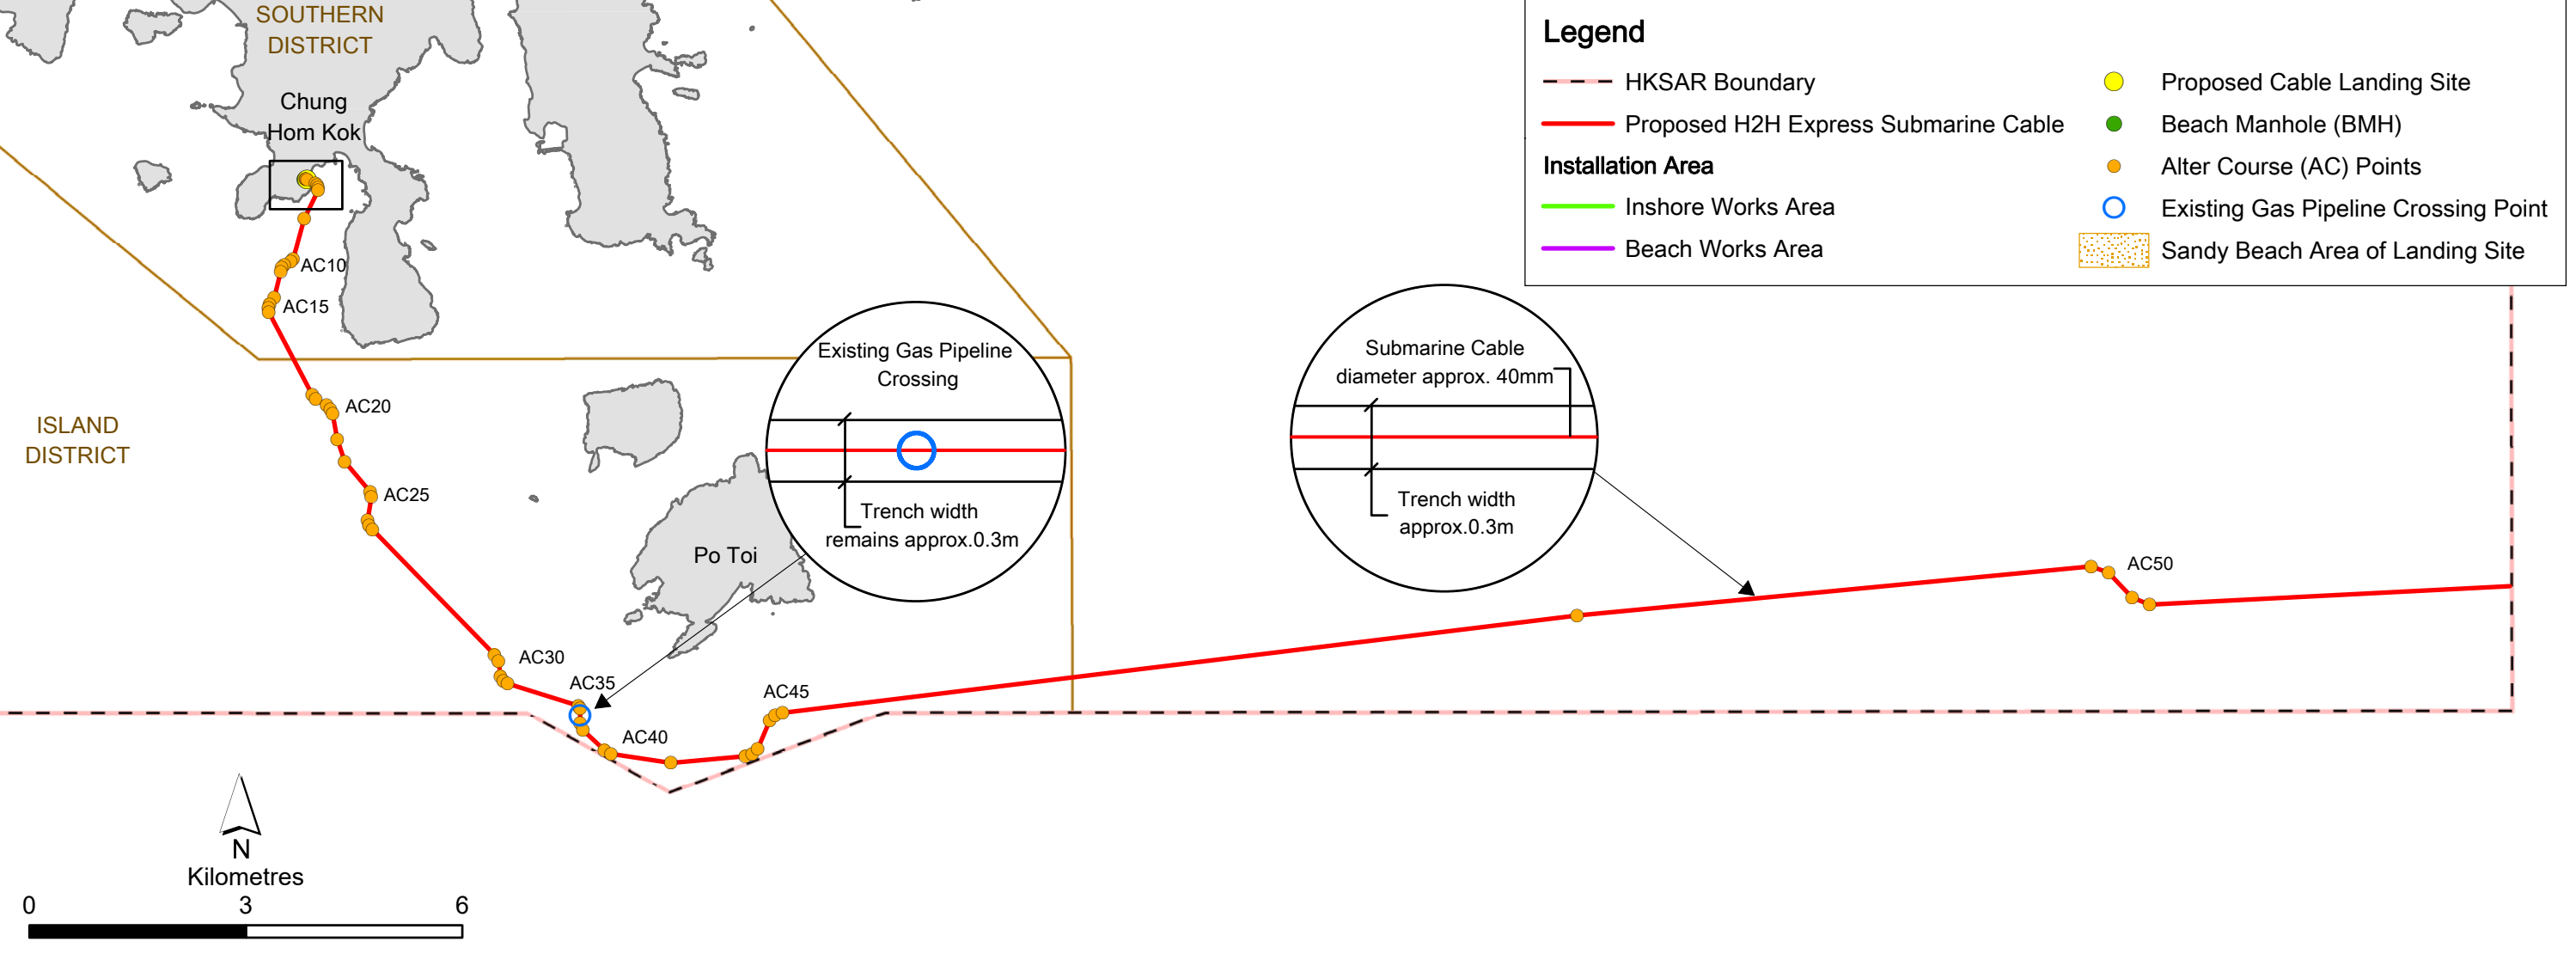 SOUTHERN
DISTRICT
Chung
Hom Kok
AC10
AC15
AC20
AC25
AC30
AC35
AC40
AC45
AC50
ISLAND
DISTRICT
Po Toi
Existing Gas Pipeline
Crossing
Trench width
remains approx.0.3m
Submarine Cable
diameter approx. 40mm
Trench width
approx.0.3m
Legend
HKSAR Boundary
Proposed H2H Express Submarine Cable
Installation Area
Inshore Works Area
Beach Works Area
Proposed Cable Landing Site
Beach Manhole (BMH)
Alter Course (AC) Points
Existing Gas Pipeline Crossing Point
Sandy Beach Area of Landing Site
N
Kilometres
0 3 6